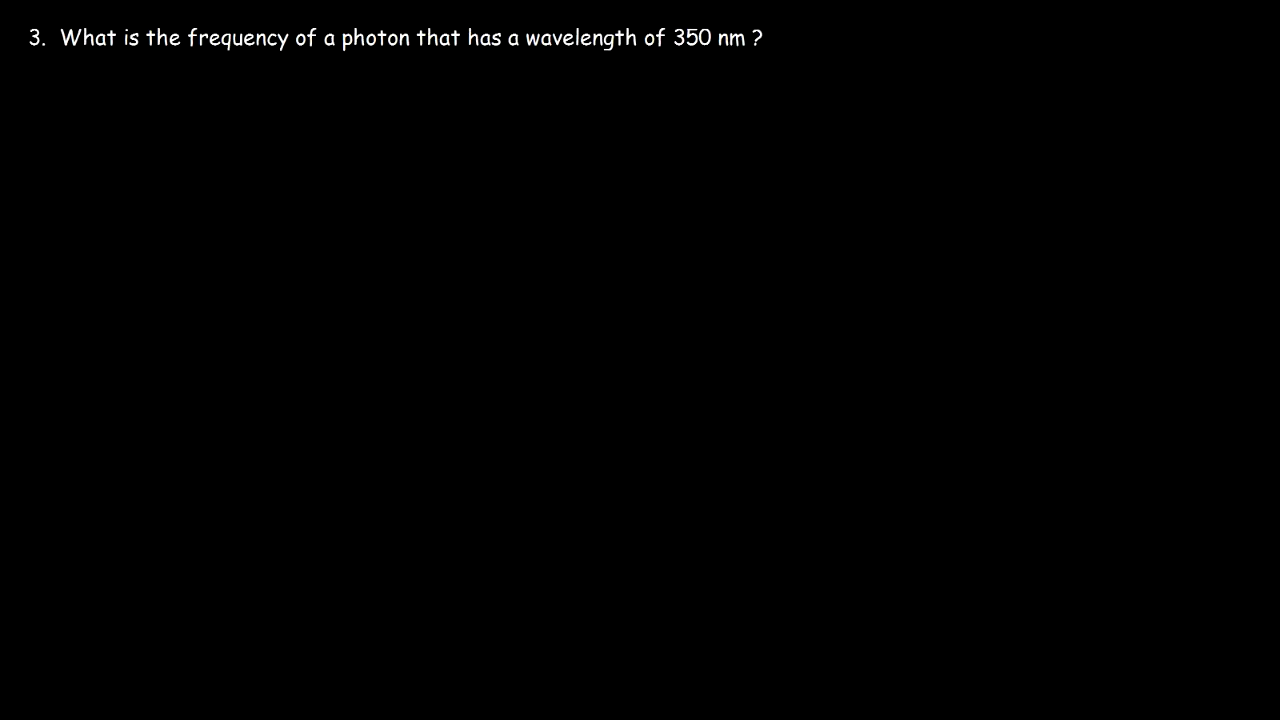 3. What is the frequency of a photon that has a wavelength of 350 nm ?